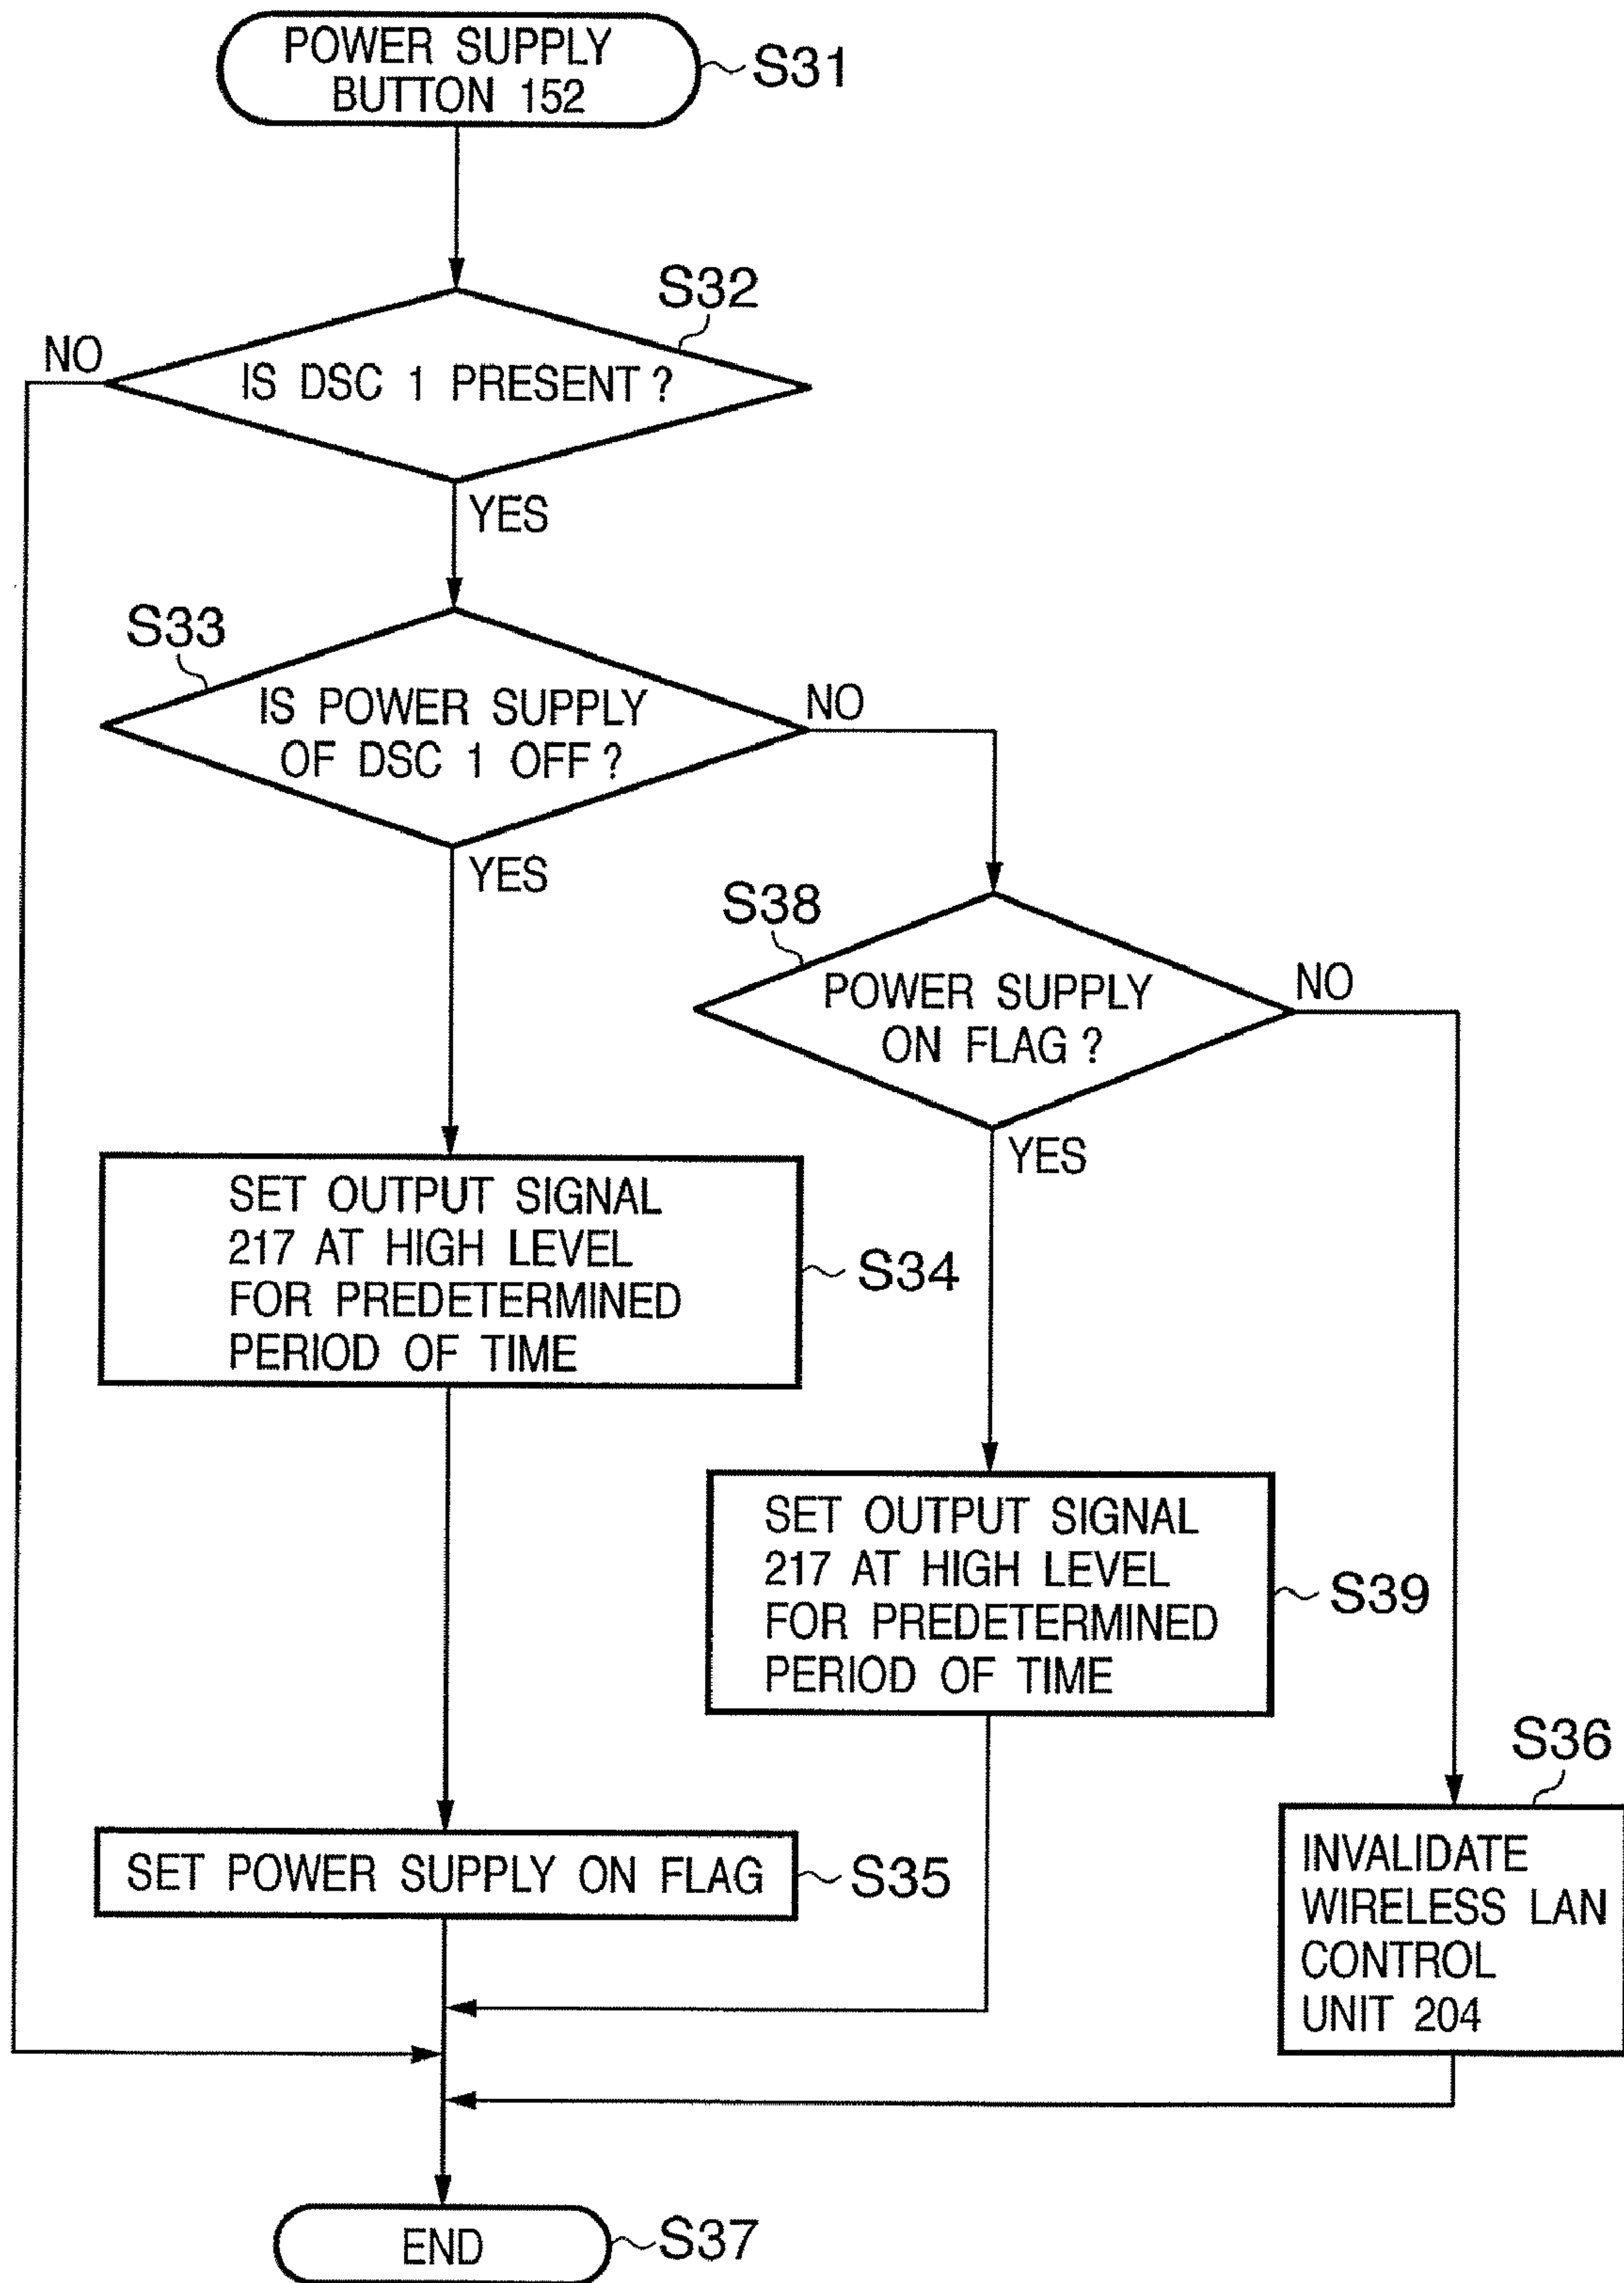 POWER SUPPLY
BUTTON 152
S31
S32
NO
IS DSC 1 PRESENT ?
YES
S33
IS POWER SUPPLY
OF DSC 1 OFF ?
NO
YES
S38
POWER SUPPLY
ON FLAG ?
NO
YES
SET OUTPUT SIGNAL
217 AT HIGH LEVEL
FOR PREDETERMINED
PERIOD OF TIME
S34
SET OUTPUT SIGNAL
217 AT HIGH LEVEL
FOR PREDETERMINED
PERIOD OF TIME
S39
S36
SET POWER SUPPLY ON FLAG
S35
INVALIDATE
WIRELESS LAN
CONTROL
UNIT 204
END
S37